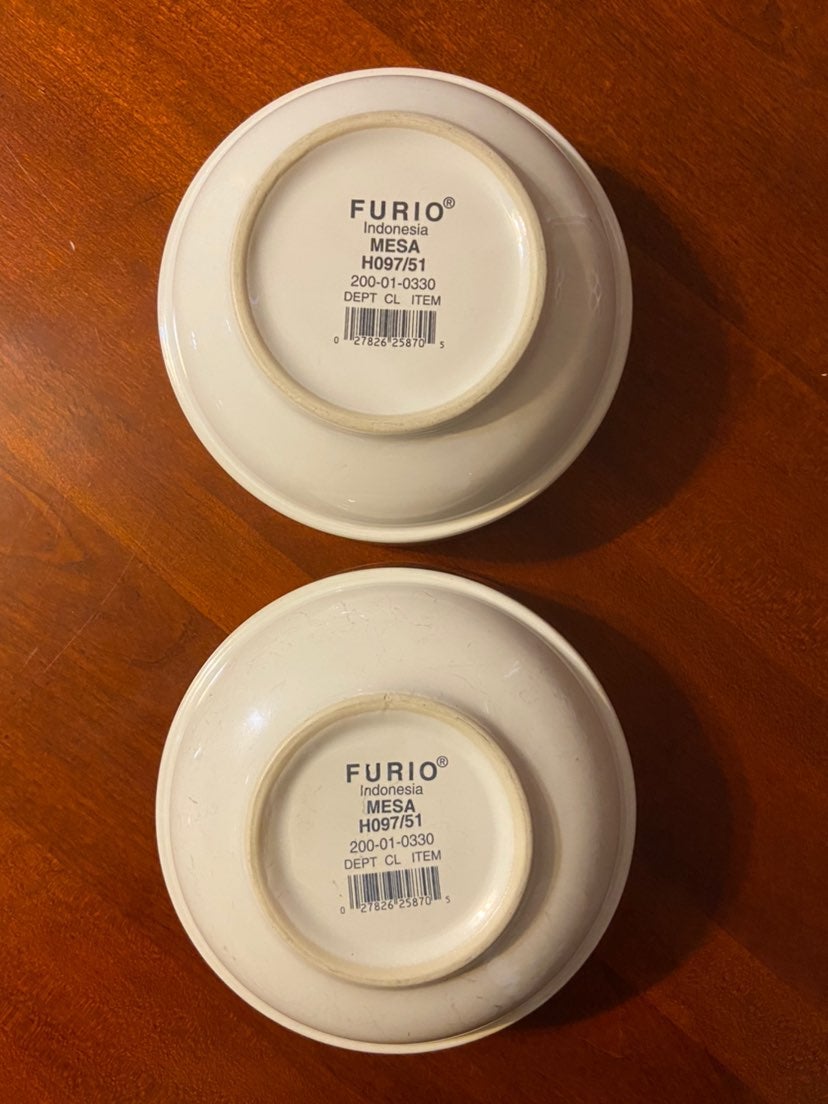 FURIO®
Indonesia
MESA
H097/51
200-01-0330
DEPT CL ITEM
0 27826 25870 5
FURIO®
Indonesia
MESA
H097/51
200-01-0330
DEPT CL ITEM
0 27826 25870 5